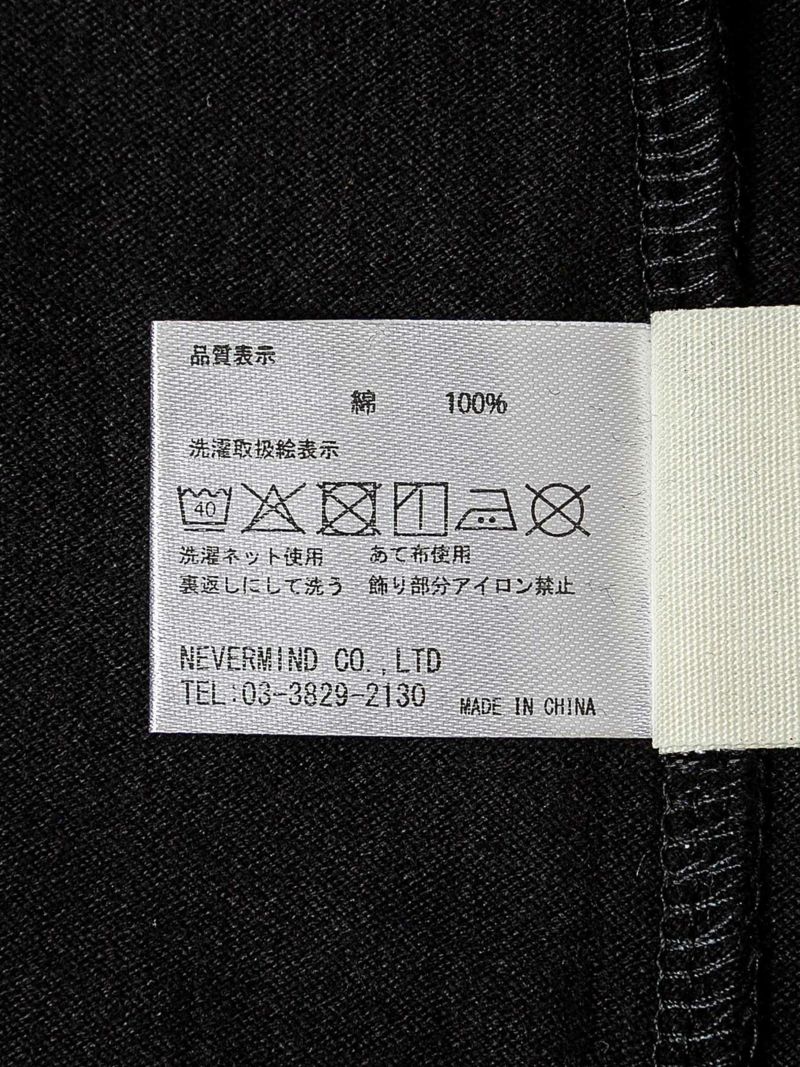 品質表示
綿 100%
洗濯取扱絵表示
40
洗濯ネット使用 あて布使用
裏返しにして洗う 飾り部分アイロン禁止
NEVERMIND CO.,LTD
TEL:03-3829-2130 MADE IN CHINA